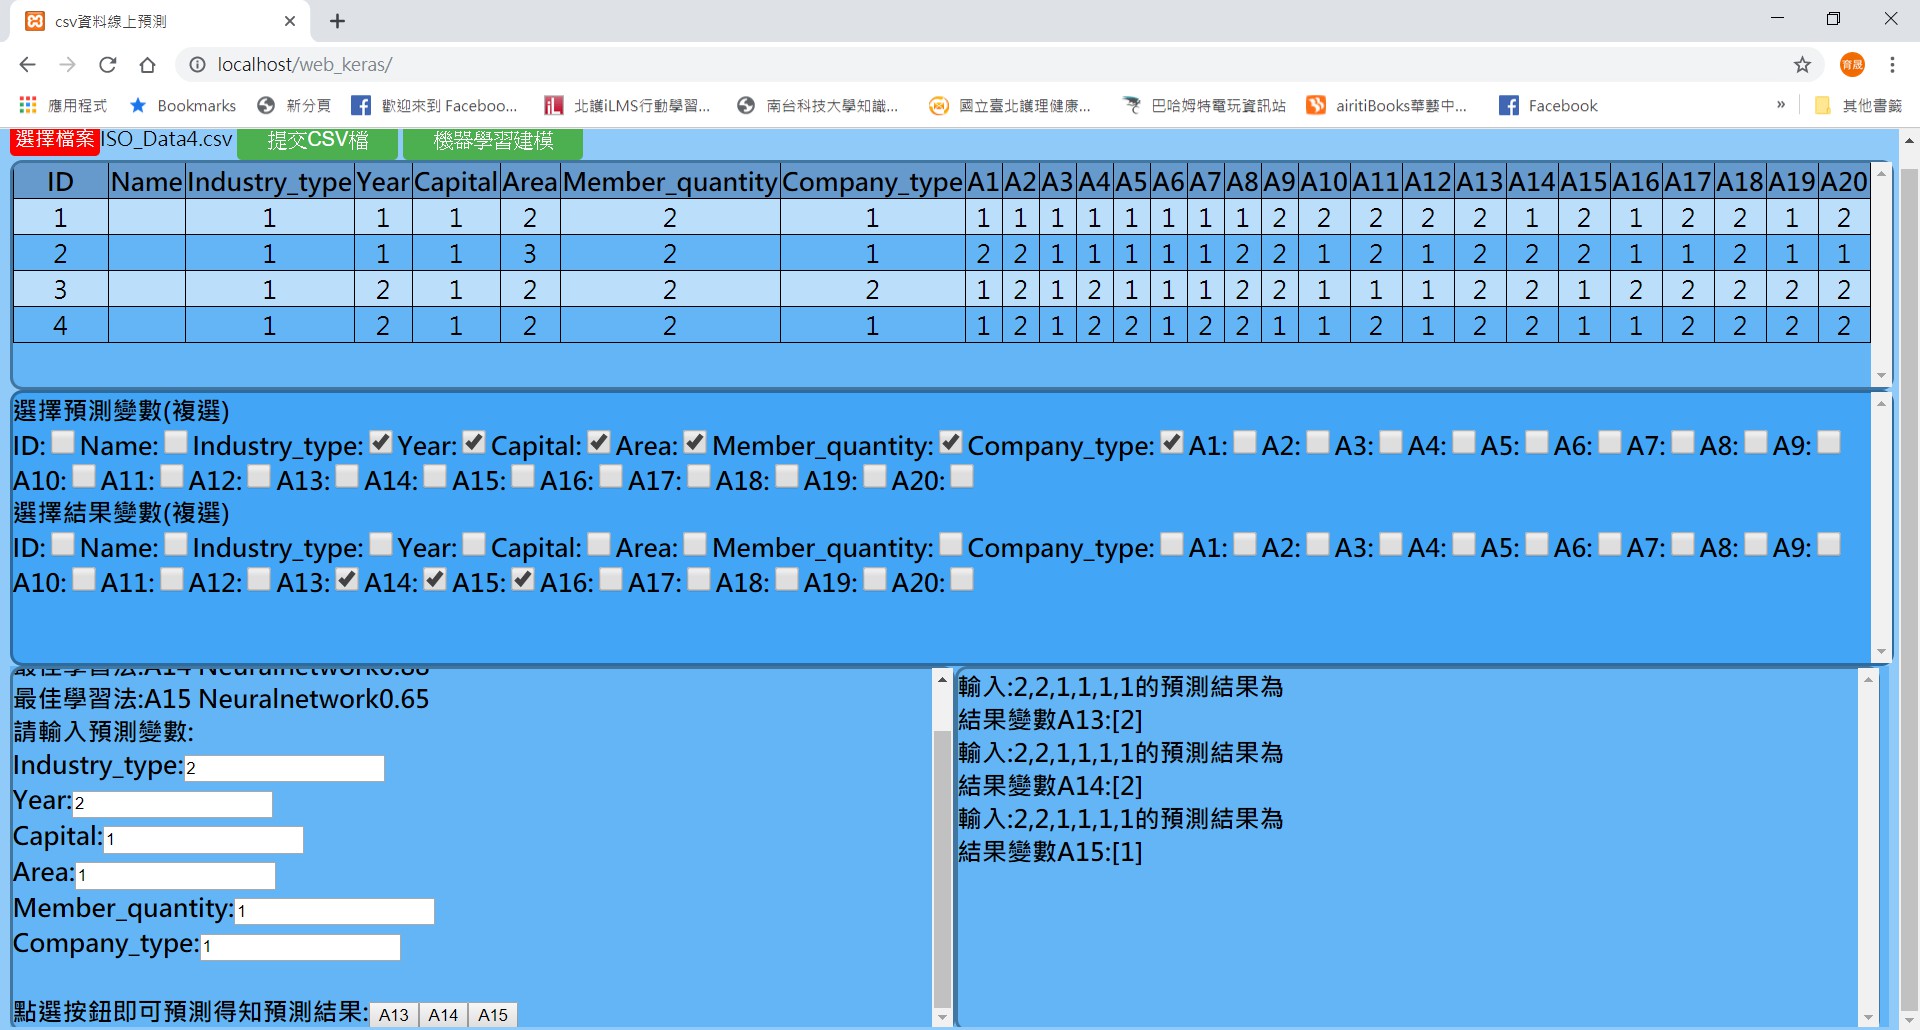 csv資料線上預測
localhost/web_keras/
育晟
應用程式 Bookmarks 新分頁 歡迎來到 Faceboo... 北護iLMS行動學習... 南台科技大學知識... 國立臺北護理健康... 巴哈姆特電玩資訊站 airitiBooks華藝中... Facebook » 其他書籤
選擇檔案ISO_Data4.csv 提交CSV檔 機器學習建模
ID Name Industry_type Year Capital Area Member_quantity Company_type A1 A2 A3 A4 A5 A6 A7 A8 A9 A10 A11 A12 A13 A14 A15 A16 A17 A18 A19 A20
1 1 1 1 2 2 1 1 1 1 1 1 1 1 1 2 2 2 2 2 1 2 1 2 2 1 2
2 1 1 1 3 2 1 2 2 1 1 1 1 1 2 2 1 2 1 2 2 2 1 1 2 1 1
3 1 2 1 2 2 2 1 2 1 2 1 1 1 2 2 1 1 1 2 2 1 2 2 2 2 2
4 1 2 1 2 2 1 1 2 1 2 2 1 2 2 1 1 2 1 2 2 1 1 2 2 2 2
選擇預測變數(複選)
ID: Name: Industry_type: Year: Capital: Area: Member_quantity: Company_type: A1: A2: A3: A4: A5: A6: A7: A8: A9:
A10: A11: A12: A13: A14: A15: A16: A17: A18: A19: A20:
選擇結果變數(複選)
ID: Name: Industry_type: Year: Capital: Area: Member_quantity: Company_type: A1: A2: A3: A4: A5: A6: A7: A8: A9:
A10: A11: A12: A13: A14: A15: A16: A17: A18: A19: A20:
最佳學習法:A14 Neuralnetwork0.88
最佳學習法:A15 Neuralnetwork0.65
請輸入預測變數:
Industry_type:2
Year:2
Capital:1
Area:1
Member_quantity:1
Company_type:1
點選按鈕即可預測得知預測結果: A13 A14 A15
輸入:2,2,1,1,1,1的預測結果為
結果變數A13:[2]
輸入:2,2,1,1,1,1的預測結果為
結果變數A14:[2]
輸入:2,2,1,1,1,1的預測結果為
結果變數A15:[1]